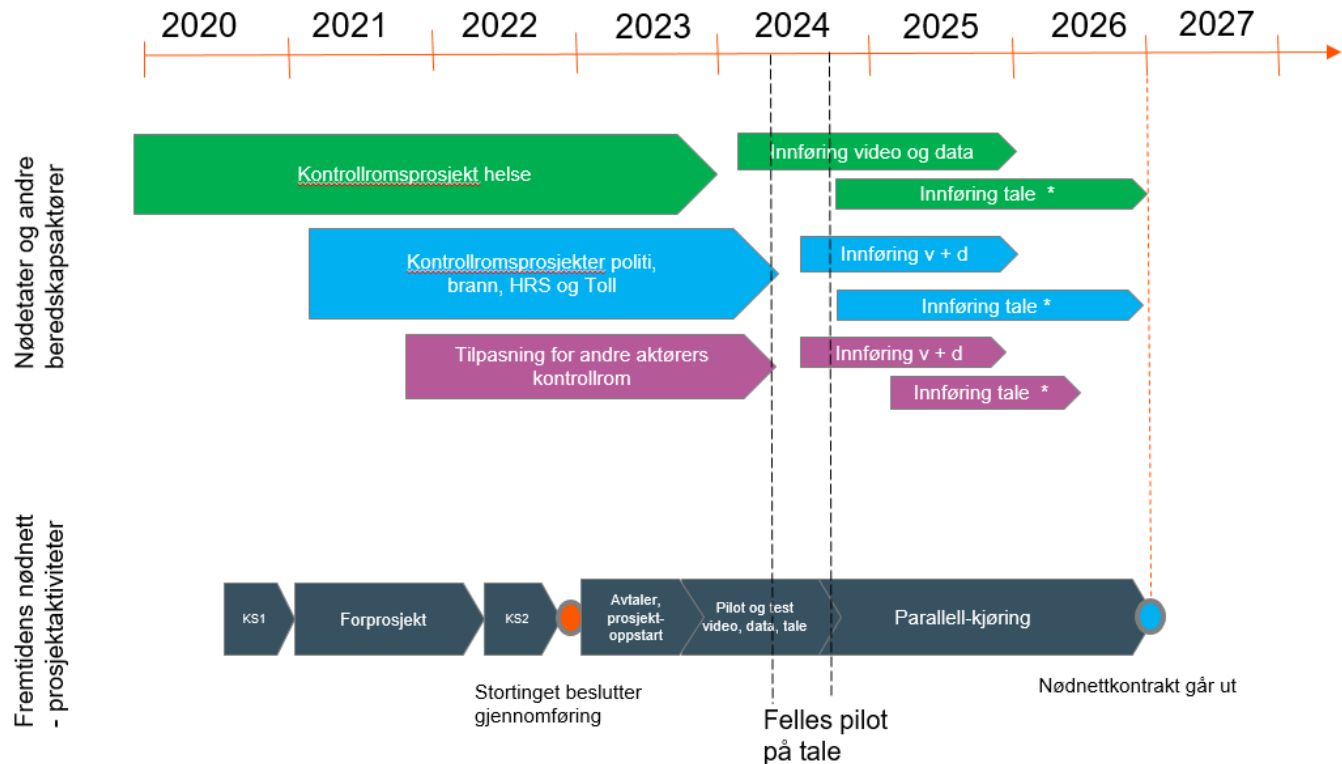 2020
2021
2022
2023
2024
2025
2026
2027
Nødetater og andre
beredskapsaktører
Kontrollromsprosjekt helse
Innføring video og data
Innføring tale *
Kontrollromsprosjekter politi,
brann, HRS og Toll
Innføring v + d
Innføring tale *
Tilpasning for andre aktørers
kontrollrom
Innføring v + d
Innføring tale *
Fremtidens nødnett
- prosjektaktiviteter
KS1
Forprosjekt
KS2
Avtaler,
prosjekt-
oppstart
Pilot og test
video, data, tale
Parallell-kjøring
Stortinget beslutter
gjennomføring
Felles pilot
på tale
Nødnettkontrakt går ut